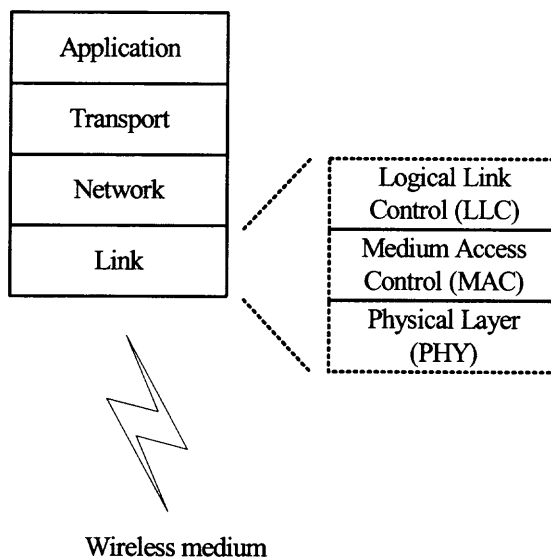 Application
Transport
Network
Link
Logical Link
Control (LLC)
Medium Access
Control (MAC)
Physical Layer
(PHY)
Wireless medium